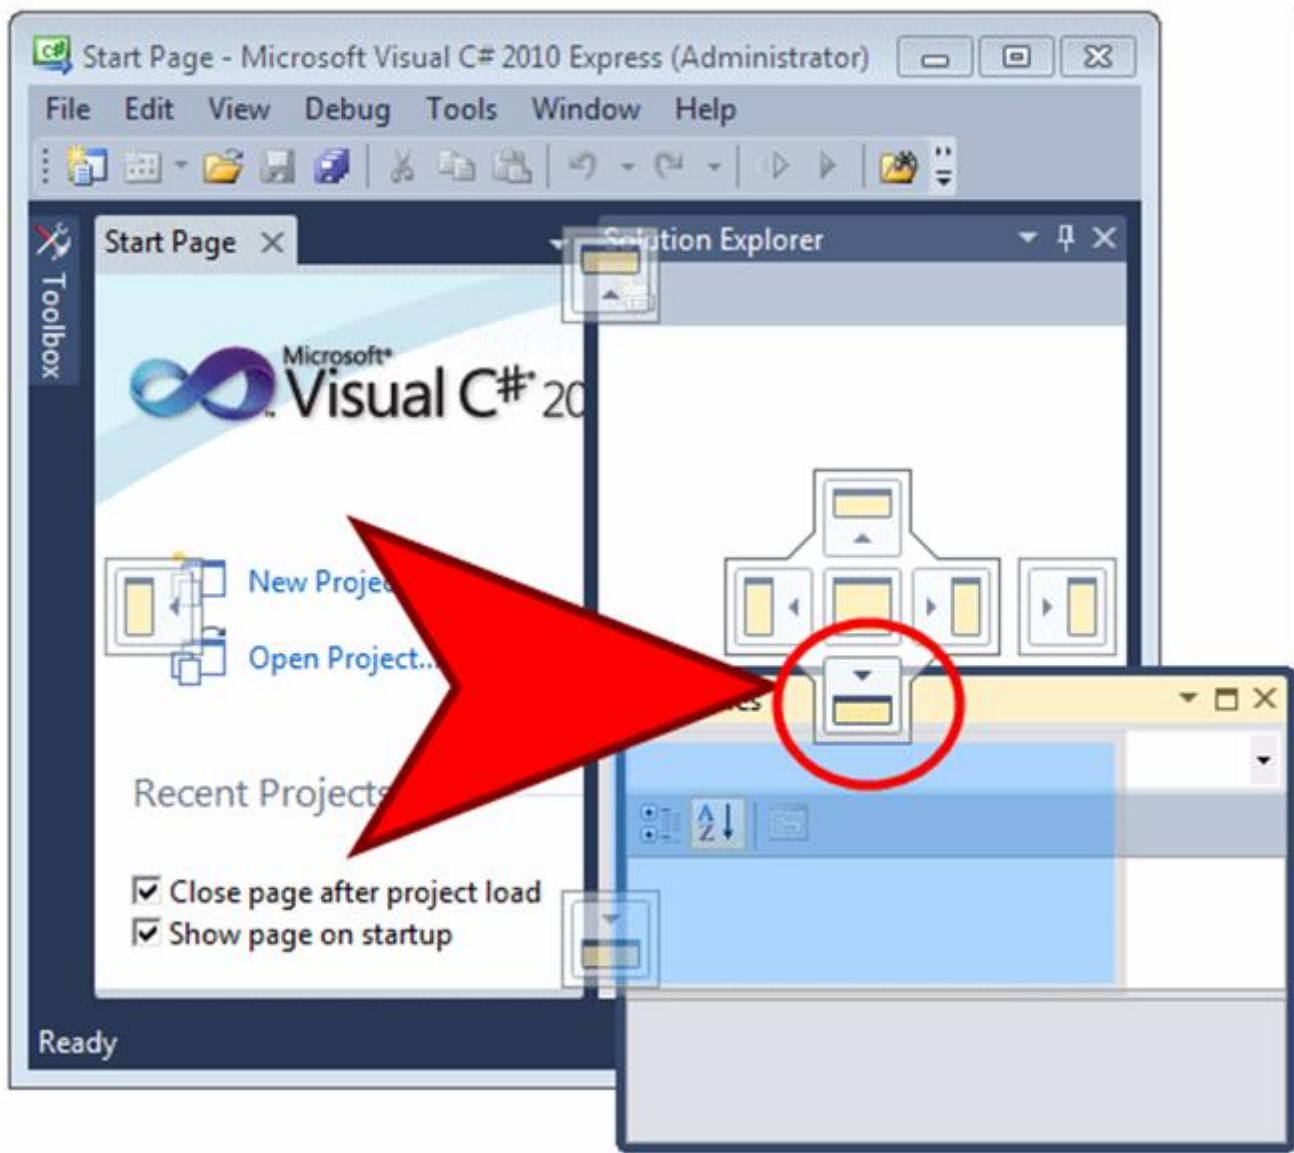 Start Page - Microsoft Visual C# 2010 Express (Administrator)
File Edit View Debug Tools Window Help
Toolbox
Start Page
Solution Explorer
Microsoft®
Visual C#® 20
New Projec
Open Project...
Recent Projects
Close page after project load
Show page on startup
A
Z
Ready